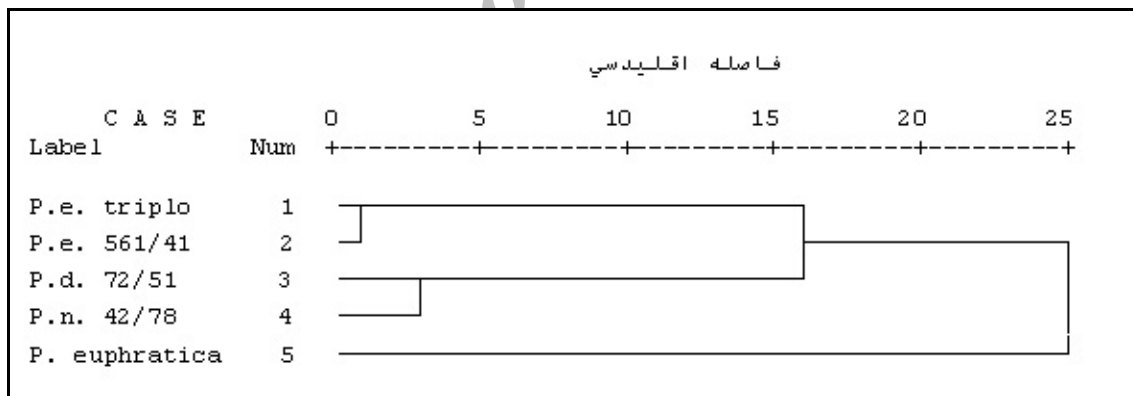 فاصله اقليدسي
C A S E 0 5 10 15 20 25
Label Num +---------+---------+---------+---------+---------+
P.e. triplo 1
P.e. 561/41 2
P.d. 72/51 3
P.n. 42/78 4
P. euphratica 5